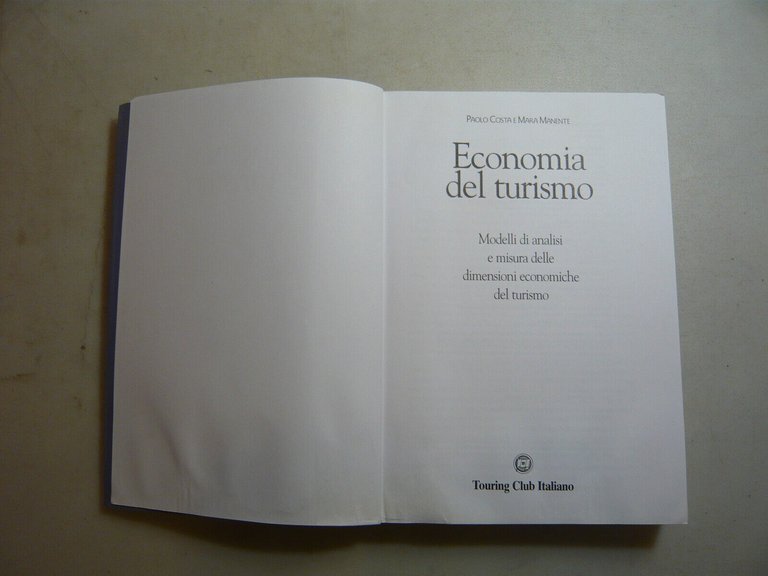 PAOLO COSTA E MARA MANENTE
Economia
del turismo
Modelli di analisi
e misura delle
dimensioni economiche
del turismo
Touring Club Italiano